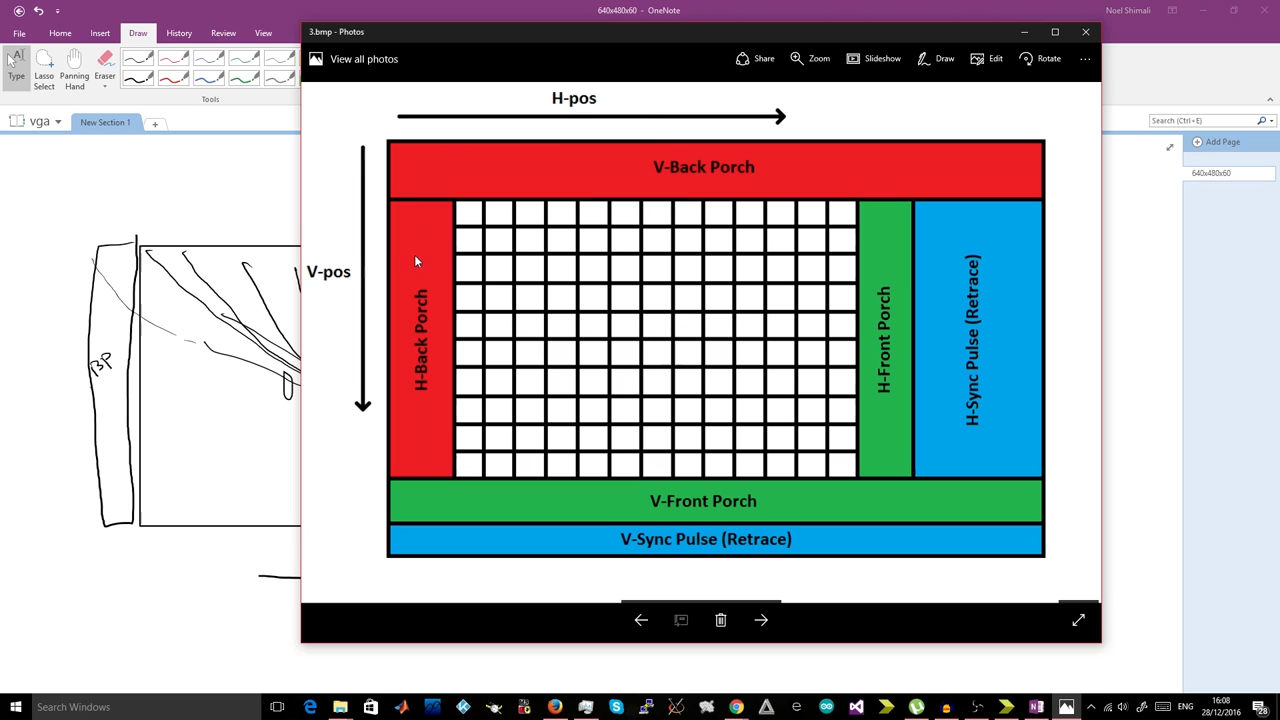 640x480x60 - OneNote
Noel Shimali
File
Home
Insert
Draw
History
Review
View
Type
Lasso
Select
Panning
Hand
Eraser
Tools
vga
New Section 1
Search (Ctrl+E)
Add Page
640x480x60
3.bmp - Photos
View all photos
Share
Zoom
Slideshow
Draw
Edit
Rotate
H-pos
V-Back Porch
V-pos
H-Back Porch
H-Front Porch
H-Sync Pulse (Retrace)
V-Front Porch
V-Sync Pulse (Retrace)
BP
Search Windows
ENG
16:08
28/12/2016